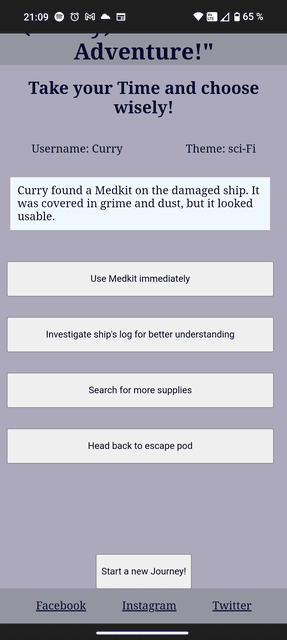 21:09
65 %
Adventure!"
Take your Time and choose
wisely!
Username: Curry
Theme: sci-Fi
Curry found a Medkit on the damaged ship. It
was covered in grime and dust, but it looked
usable.
Use Medkit immediately
Investigate ship's log for better understanding
Search for more supplies
Head back to escape pod
Start a new Journey!
Facebook Instagram Twitter